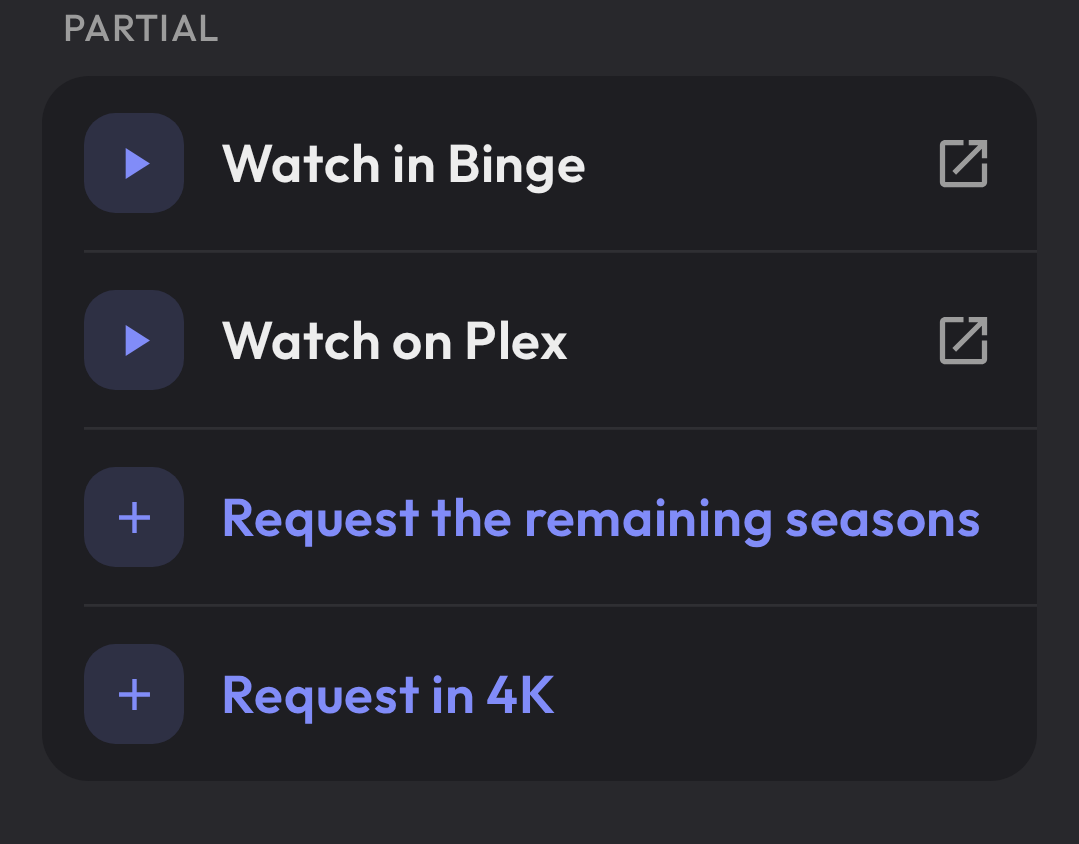 PARTIAL
Watch in Binge
Watch on Plex
Request the remaining seasons
Request in 4K